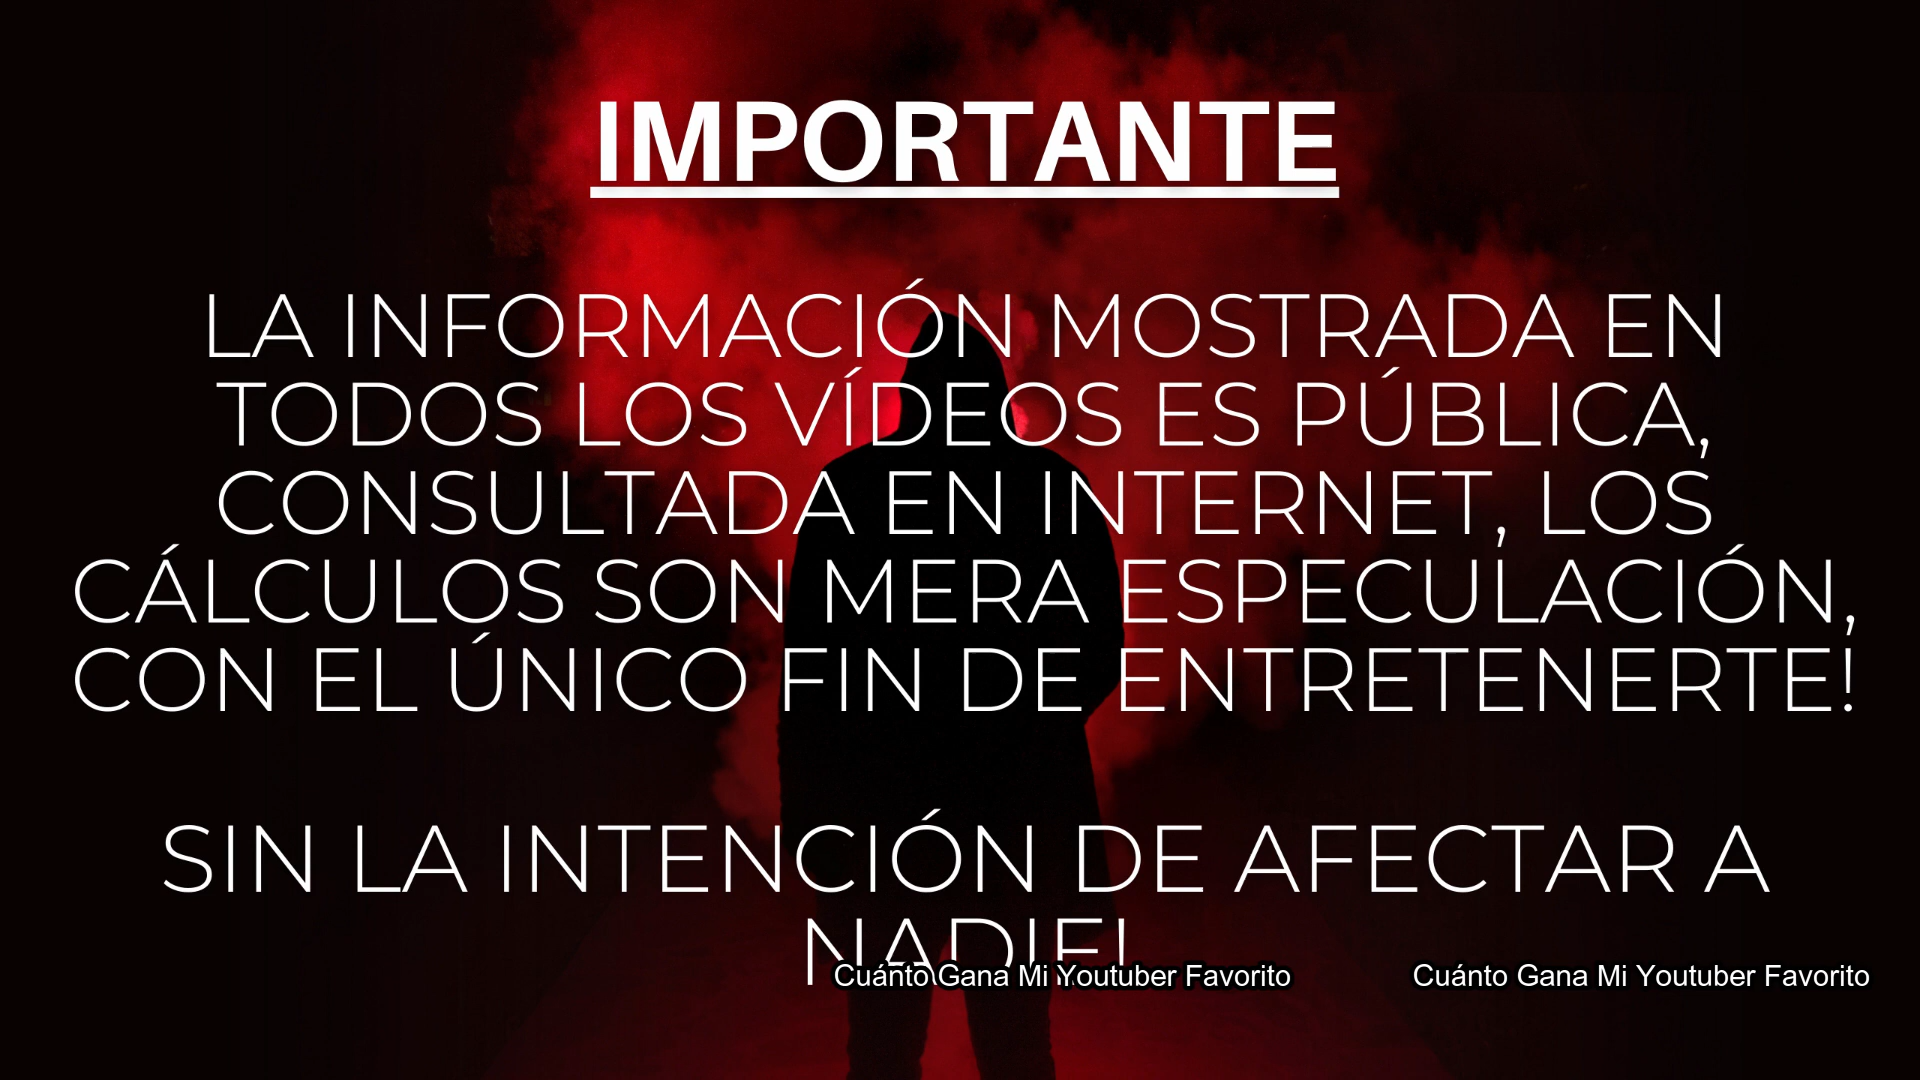 IMPORTANTE
LA INFORMACIÓN MOSTRADA EN
TODOS LOS VÍDEOS ES PÚBLICA,
CONSULTADA EN INTERNET, LOS
CÁLCULOS SON MERA ESPECULACIÓN,
CON EL ÚNICO FIN DE ENTRETENERTE!
SIN LA INTENCIÓN DE AFECTAR A
NADIE!
Cuánto Gana Mi Youtuber Favorito
Cuánto Gana Mi Youtuber Favorito